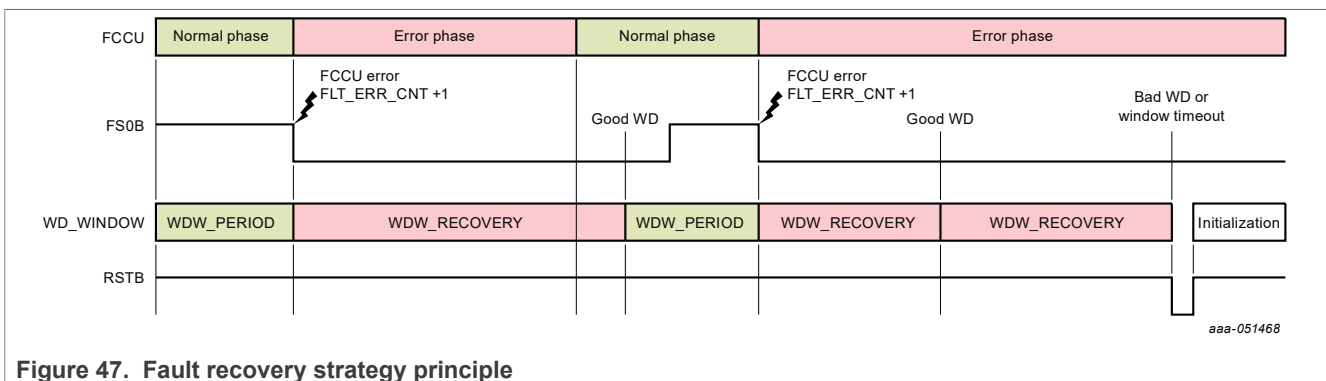 FCCU
Normal phase
Error phase
Normal phase
Error phase
FCCU error
FLT_ERR_CNT +1
FCCU error
FLT_ERR_CNT +1
Bad WD or
window timeout
FS0B
Good WD
Good WD
WD_WINDOW
WDW_PERIOD
WDW_RECOVERY
WDW_PERIOD
WDW_RECOVERY
WDW_RECOVERY
Initialization
RSTB
aaa-051468
Figure 47. Fault recovery strategy principle